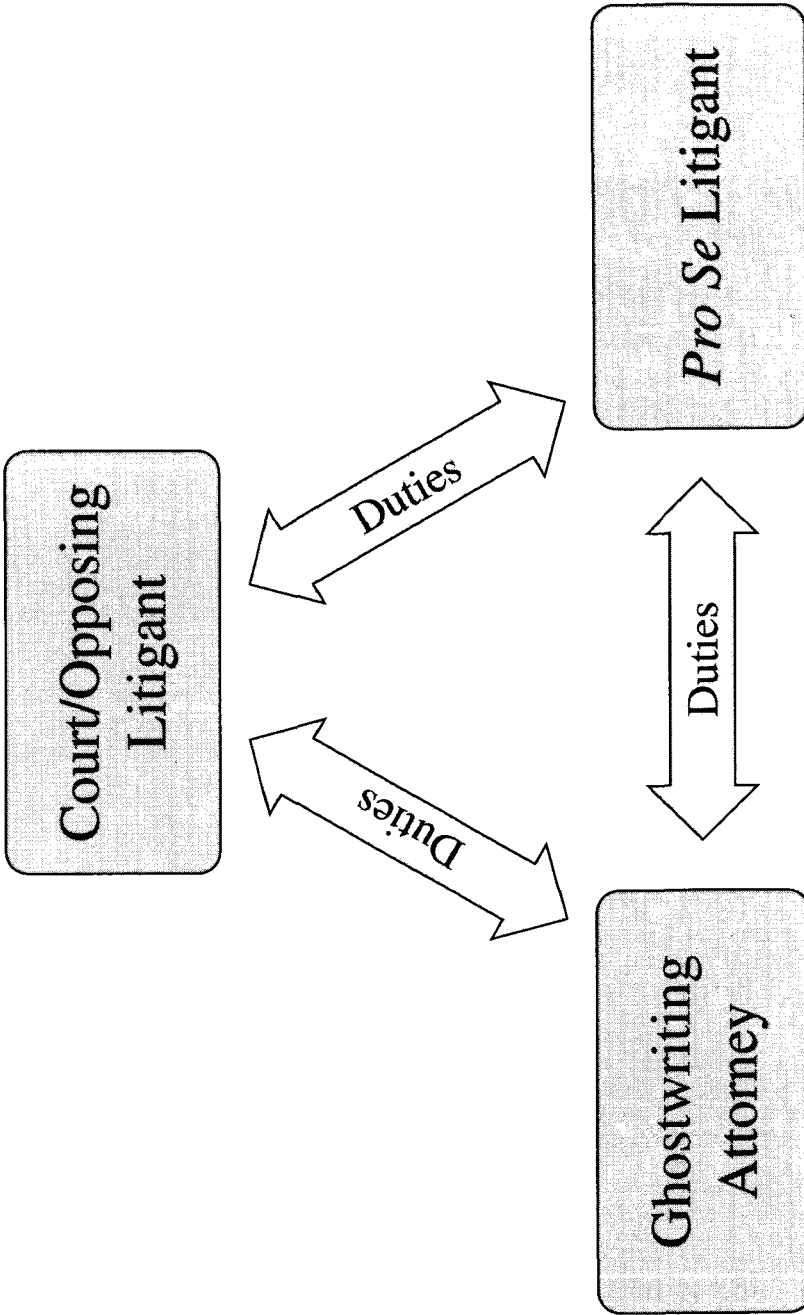 Court/Opposing
Litigant
Duties
Duties
Ghostwriting
Attorney
Duties
Pro Se Litigant